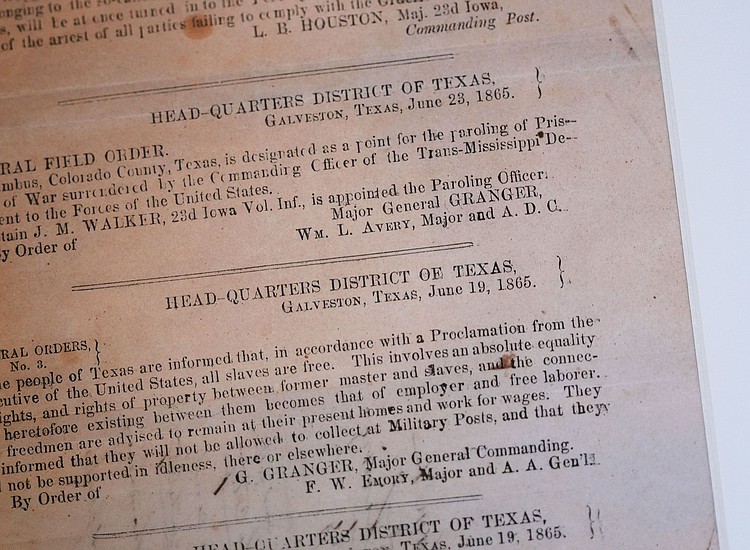 nging to the
s, will be at once turned in to the
of the arest of all parties failing to comply with the
L. B. HOUSTON, Maj. 23d Iowa,
Commanding Post.
HEAD-QUARTERS DISTRICT OF TEXAS, }
GALVESTON, TEXAS, June 23, 1865.
RAL FIELD ORDER.
mbus, Colorado County, Texas, is designated as a point for the paroling of Pris-
of War surrendered by the Commanding Officer of the Trans-Mississippi De-
ent to the Forces of the United States.
tain J. M. WALKER, 23d Iowa Vol. Inf., is appointed the Paroling Officer.
y Order of
Major General GRANGER,
WM. L. AVERY, Major and A. D. C.
HEAD-QUARTERS DISTRICT OF TEXAS, }
GALVESTON, TEXAS, June 19, 1865.
RAL ORDERS, }
No. 3.
e people of Texas are informed that, in accordance with a Proclamation from the
cutive of the United States, all slaves are free. This involves an absolute equality
ights, and rights of property between former master and slaves, and the connec-
heretofore existing between them becomes that of employer and free laborer.
freedmen are advised to remain at their present homes and work for wages. They
informed that they will not be allowed to collect at Military Posts, and that they
not be supported in idleness, there or elsewhere.
By Order of
G. GRANGER, Major General Commanding.
F. W. EMORY, Major and A. A. Gen'l.
HEAD-QUARTERS DISTRICT OF TEXAS, }
GALVESTON, TEXAS, June 19, 1865.